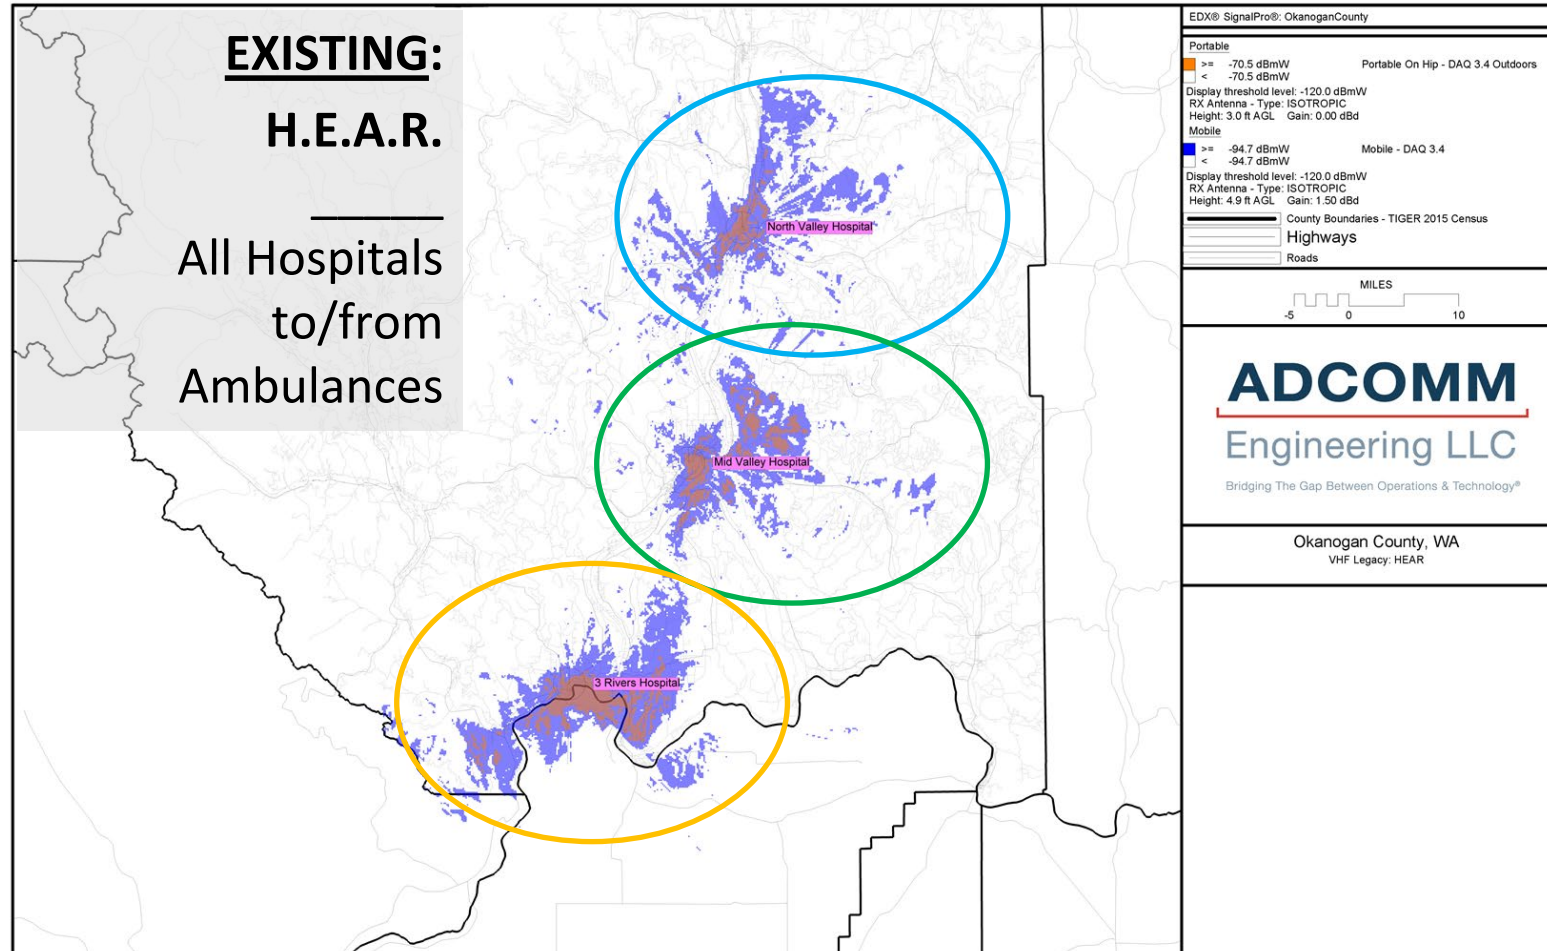 EXISTING:
H.E.A.R.
______
All Hospitals
to/from
Ambulances
North Valley Hospital
Mid Valley Hospital
3 Rivers Hospital
EDX® SignalPro®: OkanoganCounty
Portable
>= -70.5 dBmW Portable On Hip - DAQ 3.4 Outdoors
< -70.5 dBmW
Display threshold level: -120.0 dBmW
RX Antenna - Type: ISOTROPIC
Height: 3.0 ft AGL Gain: 0.00 dBd
Mobile
>= -94.7 dBmW Mobile - DAQ 3.4
< -94.7 dBmW
Display threshold level: -120.0 dBmW
RX Antenna - Type: ISOTROPIC
Height: 4.9 ft AGL Gain: 1.50 dBd
County Boundaries - TIGER 2015 Census
Highways
Roads
MILES
-5 0 10
ADCOMM
Engineering LLC
Bridging The Gap Between Operations & Technology®
Okanogan County, WA
VHF Legacy: HEAR